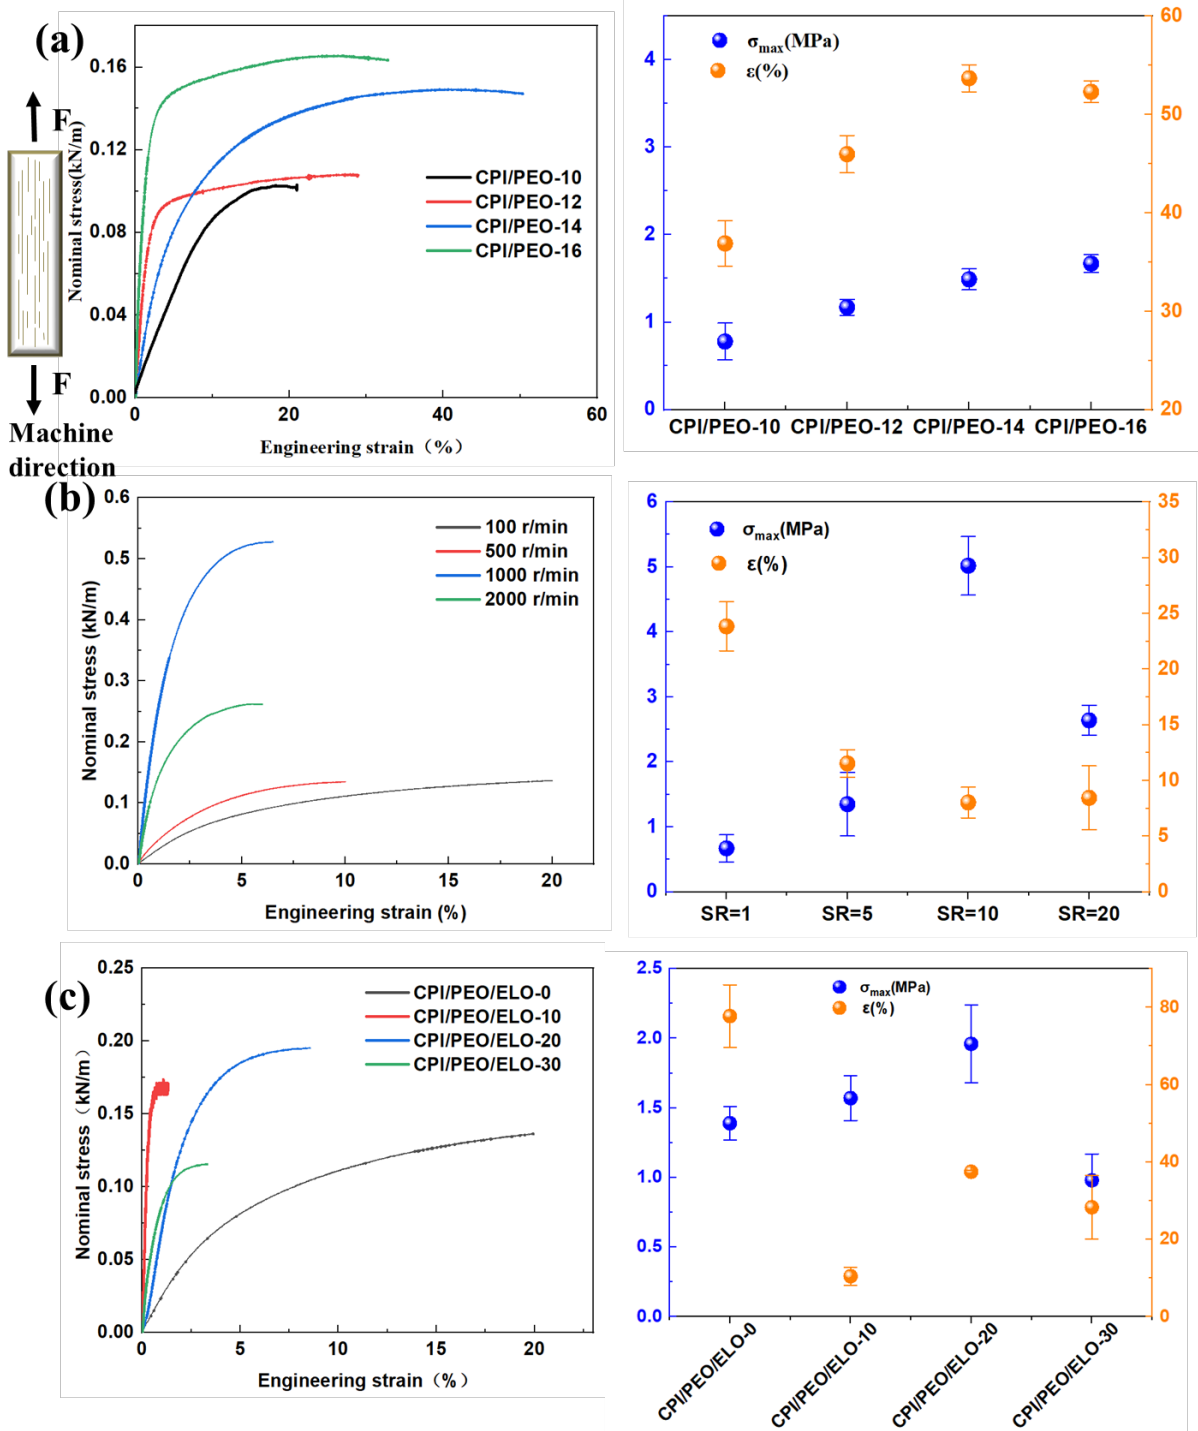 (a)
F
F
Machine
direction
Nominal stress(kN/m)
0.16
0.12
0.08
0.04
0.00
0
20
40
60
Engineering strain（%）
CPI/PEO-10
CPI/PEO-12
CPI/PEO-14
CPI/PEO-16
4
3
2
1
0
σmax(MPa)
ε(%)
60
50
40
30
20
CPI/PEO-10
CPI/PEO-12
CPI/PEO-14
CPI/PEO-16
(b)
Nominal stress (kN/m)
0.6
0.5
0.4
0.3
0.2
0.1
0.0
0
5
10
15
20
Engineering strain (%)
100 r/min
500 r/min
1000 r/min
2000 r/min
6
5
4
3
2
1
0
σmax(MPa)
ε(%)
35
30
25
20
15
10
5
0
SR=1
SR=5
SR=10
SR=20
(c)
Nominal stress（kN/m）
0.25
0.20
0.15
0.10
0.05
0.00
0
5
10
15
20
Engineering strain（%）
CPI/PEO/ELO-0
CPI/PEO/ELO-10
CPI/PEO/ELO-20
CPI/PEO/ELO-30
2.5
2.0
1.5
1.0
0.5
0.0
σmax(MPa)
ε(%)
80
60
40
20
0
CPI/PEO/ELO-0
CPI/PEO/ELO-10
CPI/PEO/ELO-20
CPI/PEO/ELO-30